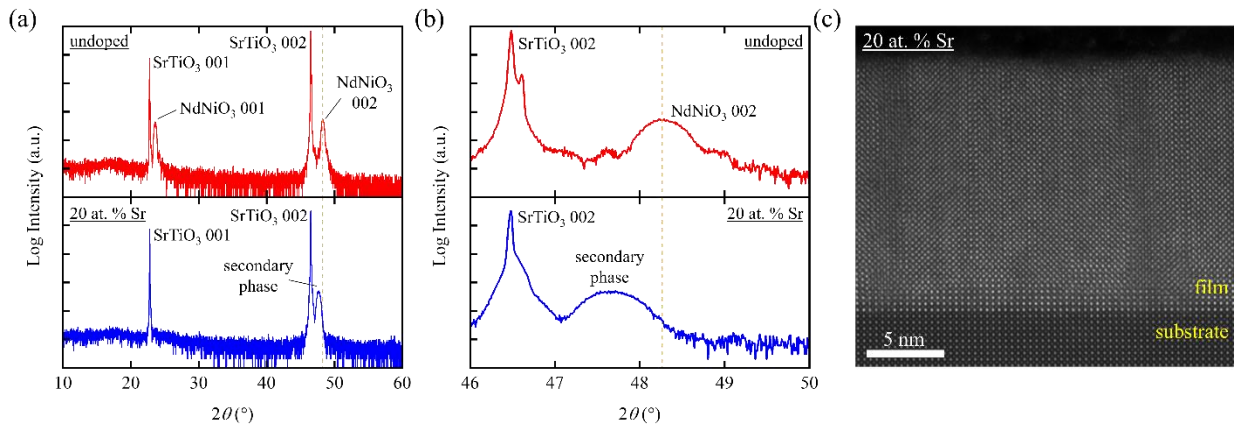 (a)
undoped
SrTiO₃ 001
NdNiO₃ 001
SrTiO₃ 002
NdNiO₃
002
20 at. % Sr
SrTiO₃ 001
SrTiO₃ 002
secondary
phase
Log Intensity (a.u.)
10 20 30 40 50 60
2θ (°)
(b)
SrTiO₃ 002
undoped
NdNiO₃ 002
SrTiO₃ 002
20 at. % Sr
secondary
phase
Log Intensity (a.u.)
46 47 48 49 50
2θ (°)
(c)
20 at. % Sr
film
substrate
5 nm